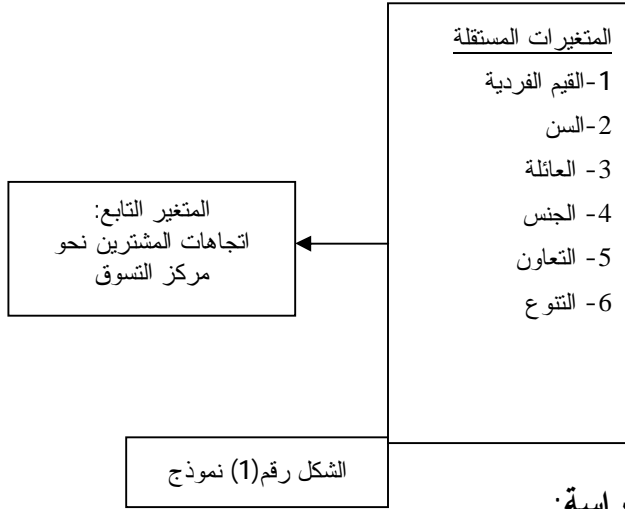 المتغيرات المستقلة
1-القيم الفردية
2-السن
3- العائلة
4- الجنس
5- التعاون
6- التنوع
المتغير التابع:
اتجاهات المشترين نحو
مركز التسوق
الشكل رقم(1) نموذج